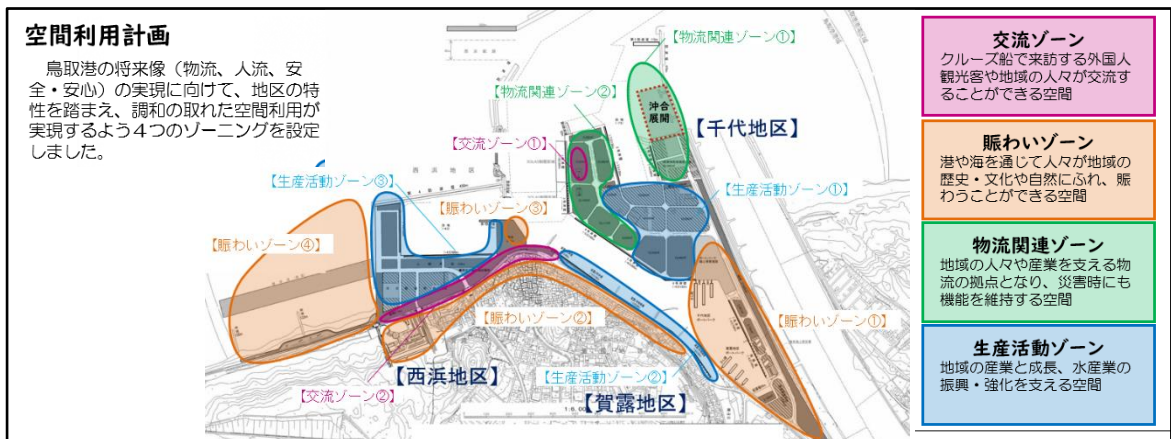 空間利用計画
鳥取港の将来像（物流、人流、安
全・安心）の実現に向けて、地区の特
性を踏まえ、調和の取れた空間利用が
実現するよう４つのゾーニングを設定
しました。
【物流関連ゾーン①】
【物流関連ゾーン②】
沖合
展開
【千代地区】
【交流ゾーン①】
西浜地区
【生産活動ゾーン③】
【生産活動ゾーン①】
【賑わいゾーン③】
【賑わいゾーン④】
【賑わいゾーン②】
【賑わいゾーン①】
【西浜地区】
【生産活動ゾーン②】
【交流ゾーン②】
【賀露地区】
交流ゾーン
クルーズ船で来訪する外国人
観光客や地域の人々が交流す
ることができる空間
賑わいゾーン
港や海を通じて人々が地域の
歴史・文化や自然にふれ、賑
わうことができる空間
物流関連ゾーン
地域の人々や産業を支える物
流の拠点となり、災害時にも
機能を維持する空間
生産活動ゾーン
地域の産業と成長、水産業の
振興・強化を支える空間